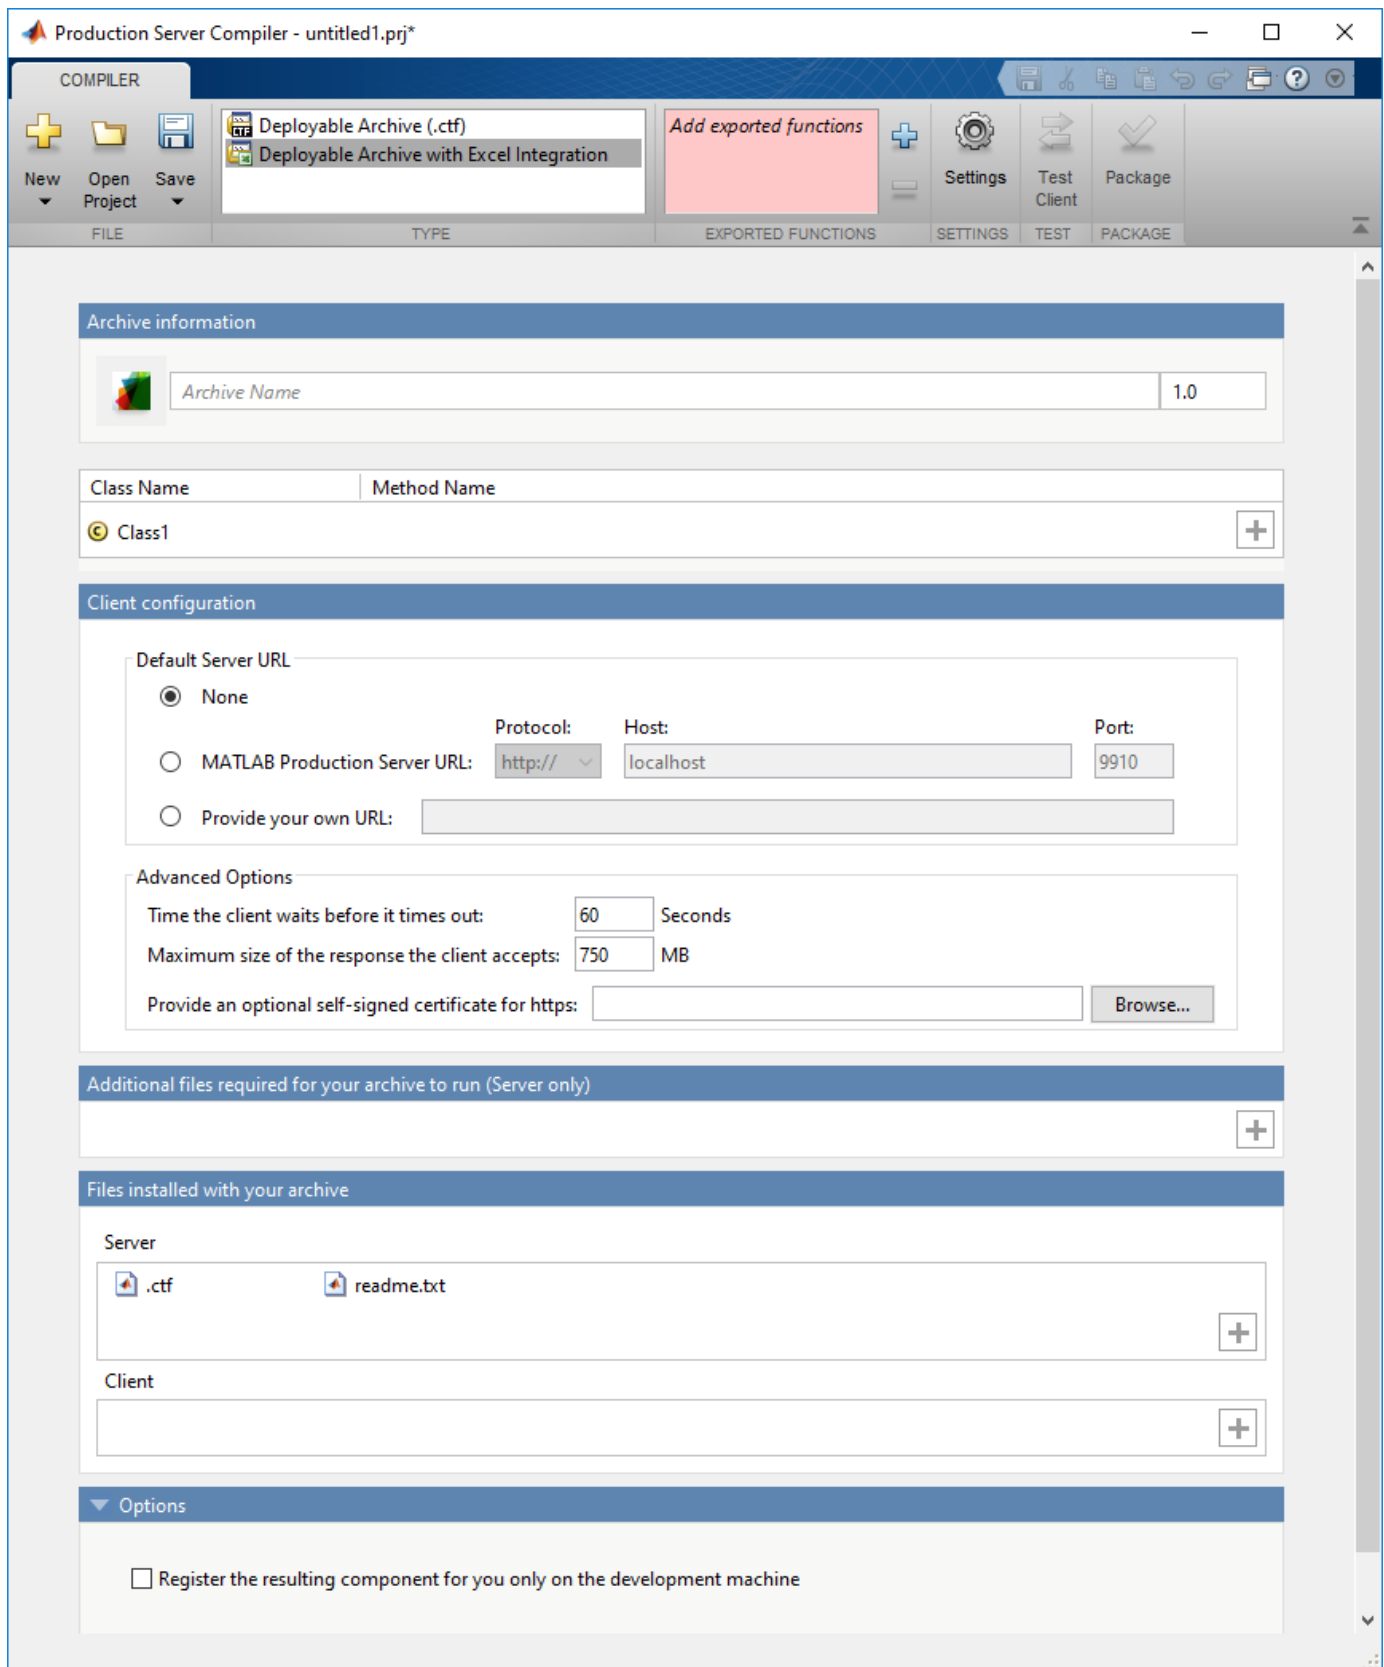 Production Server Compiler - untitled1.prj*
COMPILER
New
Open Project
Save
Deployable Archive (.ctf)
Deployable Archive with Excel Integration
Add exported functions
Settings
Test Client
Package
FILE
TYPE
EXPORTED FUNCTIONS
SETTINGS
TEST
PACKAGE
Archive information
Archive Name
1.0
Class Name
Method Name
Class1
Client configuration
Default Server URL
None
Protocol:
Host:
Port:
MATLAB Production Server URL:
http://
localhost
9910
Provide your own URL:
Advanced Options
Time the client waits before it times out:
60
Seconds
Maximum size of the response the client accepts:
750
MB
Provide an optional self-signed certificate for https:
Browse...
Additional files required for your archive to run (Server only)
Files installed with your archive
Server
.ctf
readme.txt
Client
Options
Register the resulting component for you only on the development machine